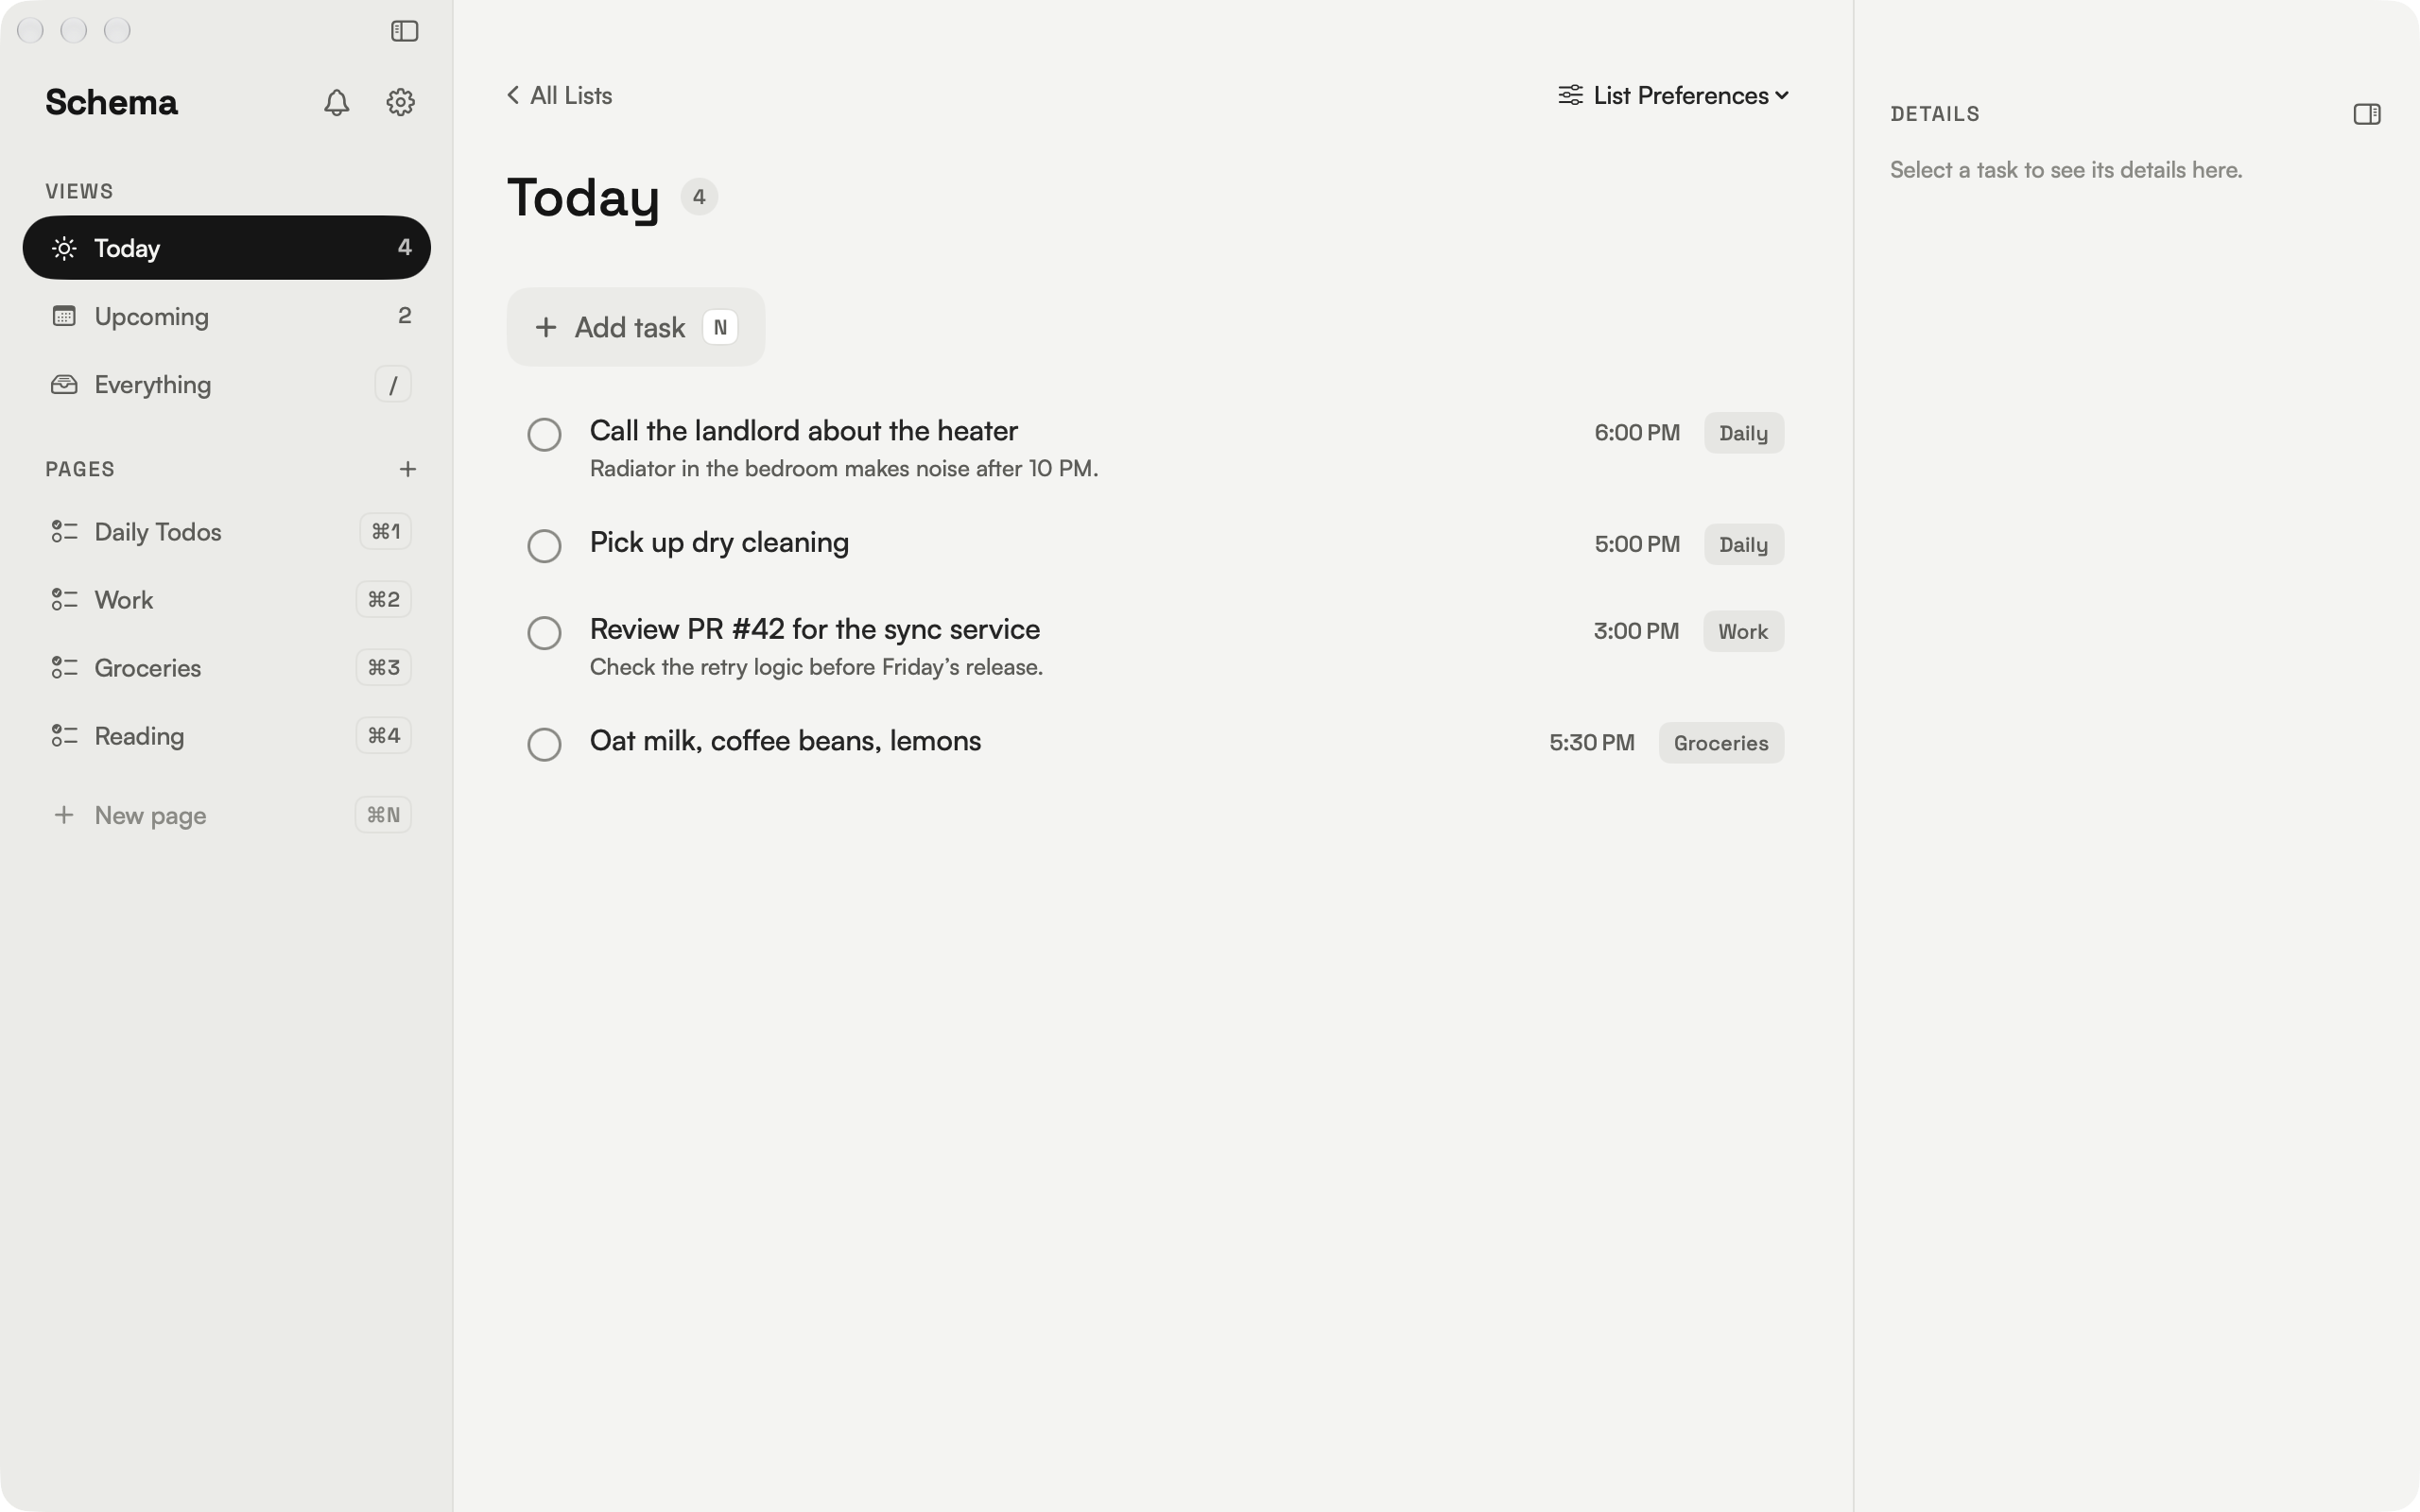 Schema
VIEWS
Today 4
Upcoming 2
Everything /
PAGES
Daily Todos ⌘1
Work ⌘2
Groceries ⌘3
Reading ⌘4
New page ⌘N
All Lists
List Preferences
Today 4
Add task N
Call the landlord about the heater 6:00 PM Daily
Radiator in the bedroom makes noise after 10 PM.
Pick up dry cleaning 5:00 PM Daily
Review PR #42 for the sync service 3:00 PM Work
Check the retry logic before Friday’s release.
Oat milk, coffee beans, lemons 5:30 PM Groceries
DETAILS
Select a task to see its details here.